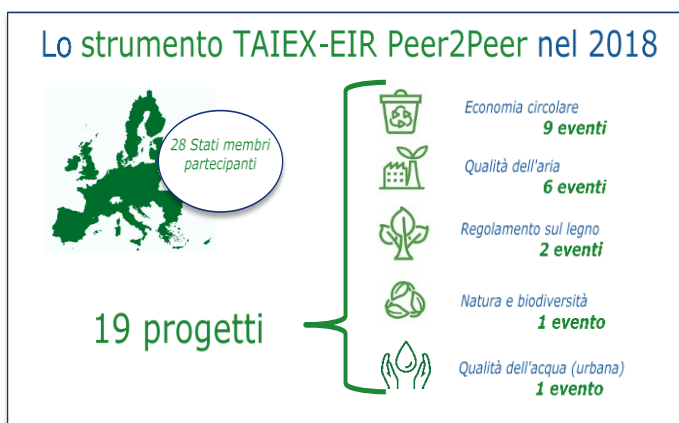 Lo strumento TAIEX-EIR Peer2Peer nel 2018
28 Stati membri
partecipanti
19 progetti
Economia circolare
9 eventi
Qualità dell'aria
6 eventi
Regolamento sul legno
2 eventi
Natura e biodiversità
1 evento
Qualità dell'acqua (urbana)
1 evento